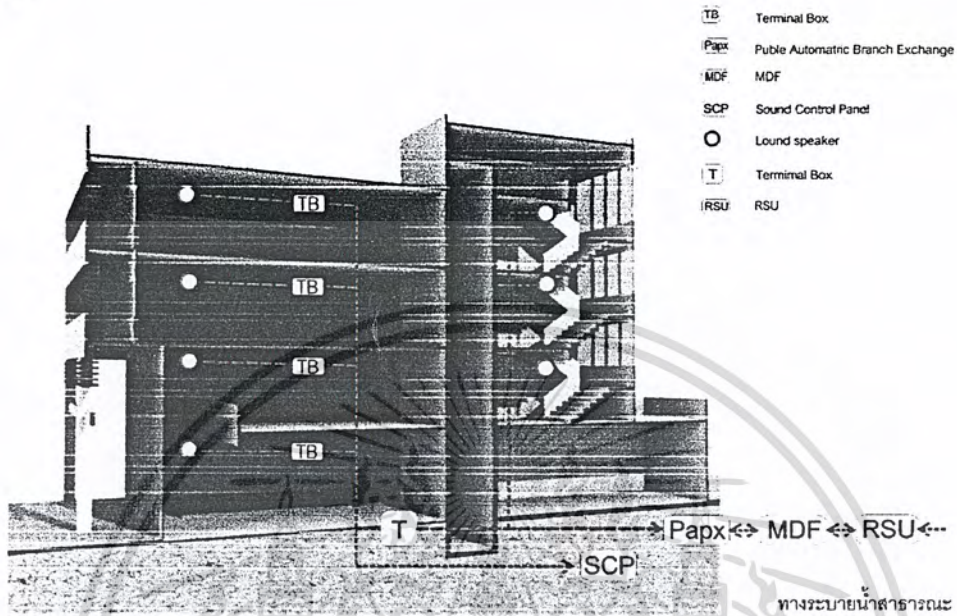 TB Terminal Box
Papx Puble Automatric Branch Exchange
MDF MDF
SCP Sound Control Panel
Lound speaker
T Termimal Box
RSU RSU
TB
TB
TB
TB
T
Papx MDF RSU
SCP
ทางระบายน้ำสาธารณะ